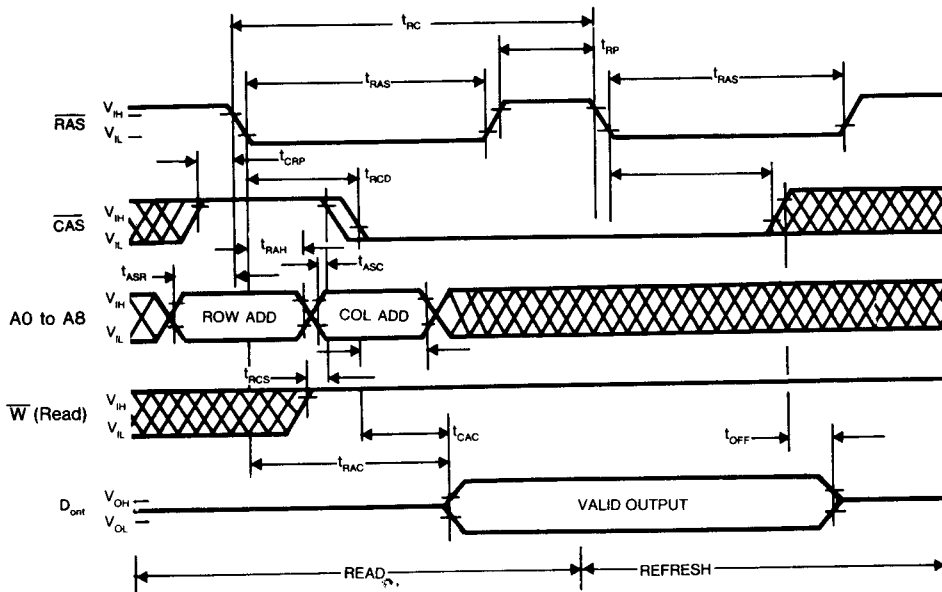 tRC
tRP
tRAS
tRAS
RAS
VIH
VIL
tCRP
tRCD
CAS
VIH
VIL
tRAH
tASC
tASR
A0 to A8
VIH
VIL
ROW ADD
COL ADD
tRCS
W (Read)
VIH
VIL
tCAC
tOFF
tRAC
Dont
VOH
VOL
VALID OUTPUT
READ
REFRESH